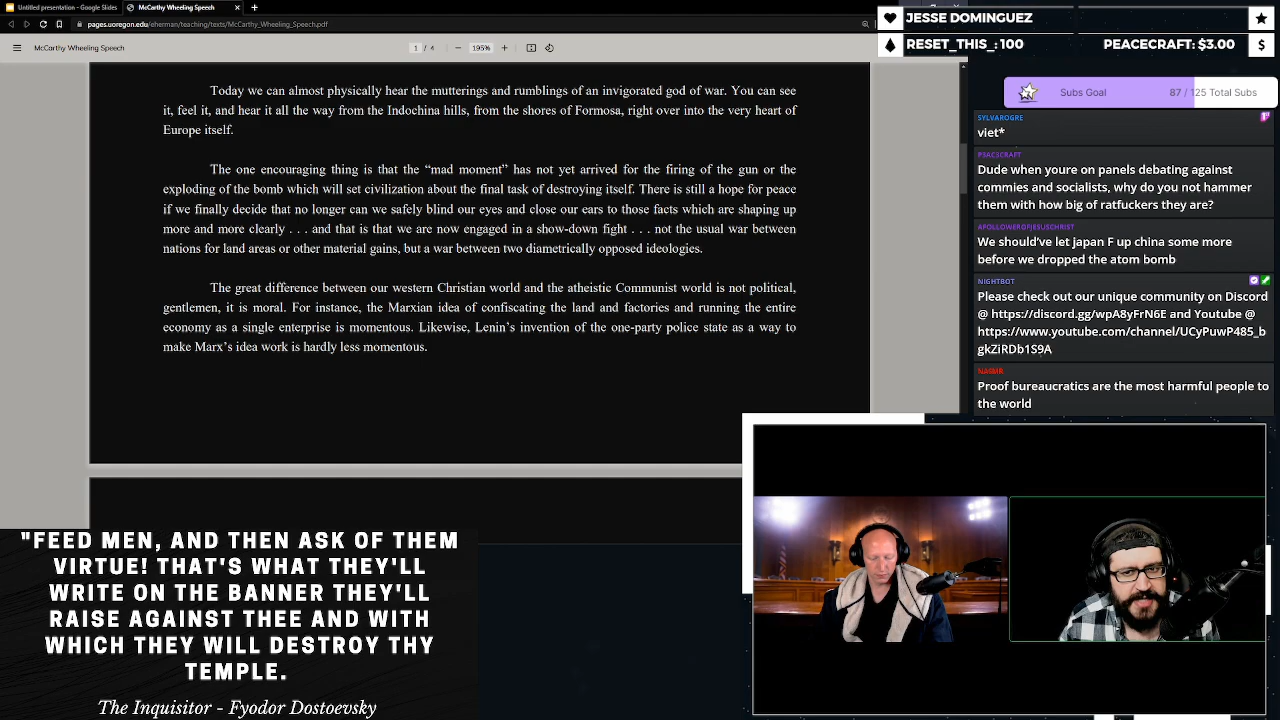 Untitled presentation - Google Slides
McCarthy Wheeling Speech
pages.uoregon.edu/eherman/teaching/texts/McCarthy_Wheeling_Speech.pdf
McCarthy Wheeling Speech
1 / 4
195%
Today we can almost physically hear the mutterings and rumblings of an invigorated god of war. You can see
it, feel it, and hear it all the way from the Indochina hills, from the shores of Formosa, right over into the very heart of
Europe itself.
The one encouraging thing is that the “mad moment” has not yet arrived for the firing of the gun or the
exploding of the bomb which will set civilization about the final task of destroying itself. There is still a hope for peace
if we finally decide that no longer can we safely blind our eyes and close our ears to those facts which are shaping up
more and more clearly . . . and that is that we are now engaged in a show-down fight . . . not the usual war between
nations for land areas or other material gains, but a war between two diametrically opposed ideologies.
The great difference between our western Christian world and the atheistic Communist world is not political,
gentlemen, it is moral. For instance, the Marxian idea of confiscating the land and factories and running the entire
economy as a single enterprise is momentous. Likewise, Lenin’s invention of the one-party police state as a way to
make Marx’s idea work is hardly less momentous.
JESSE DOMINGUEZ
RESET_THIS_: 100
PEACECRAFT: $3.00
$
Subs Goal
87 / 125 Total Subs
SYLVAROGRE
viet*
P3AC3CRAFT
Dude when youre on panels debating against
commies and socialists, why do you not hammer
them with how big of ratfuckers they are?
APOLLOWEROFJESUSCHRIST
We should’ve let japan F up china some more
before we dropped the atom bomb
NIGHTBOT
Please check out our unique community on Discord
@ https://discord.gg/wpA8yFrN6E and Youtube @
https://www.youtube.com/channel/UCyPuwP485_b
gkZiRDb1S9A
Proof bureaucratics are the most harmful people to
the world
"FEED MEN, AND THEN ASK OF THEM
VIRTUE! THAT'S WHAT THEY'LL
WRITE ON THE BANNER THEY'LL
RAISE AGAINST THEE AND WITH
WHICH THEY WILL DESTROY THY
TEMPLE.
The Inquisitor - Fyodor Dostoevsky